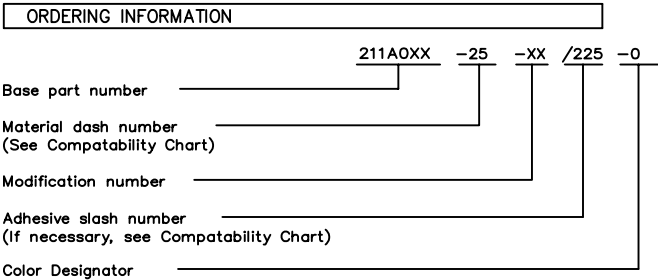 ORDERING INFORMATION
211A0XX -25 -XX /225 -0
Base part number
Material dash number
(See Compatability Chart)
Modification number
Adhesive slash number
(If necessary, see Compatability Chart)
Color Designator